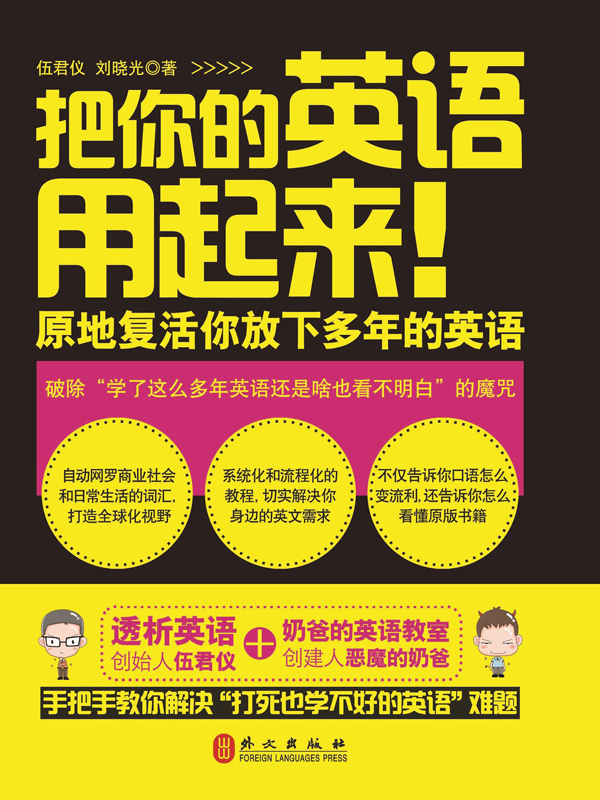 伍君仪 刘晓光◎著 >>>>>
把你的英语
用起来!
原地复活你放下多年的英语
破除“学了这么多年英语还是啥也看不明白”的魔咒
自动网罗商业社会
和日常生活的词汇,
打造全球化视野
系统化和流程化的
教程,切实解决你
身边的英文需求
不仅告诉你口语怎么
变流利,还告诉你怎么
看懂原版书籍
透析英语
创始人伍君仪
+
奶爸的英语教室
创建人恶魔的奶爸
手把手教你解决“打死也学不好的英语”难题
外文出版社
FOREIGN LANGUAGES PRESS